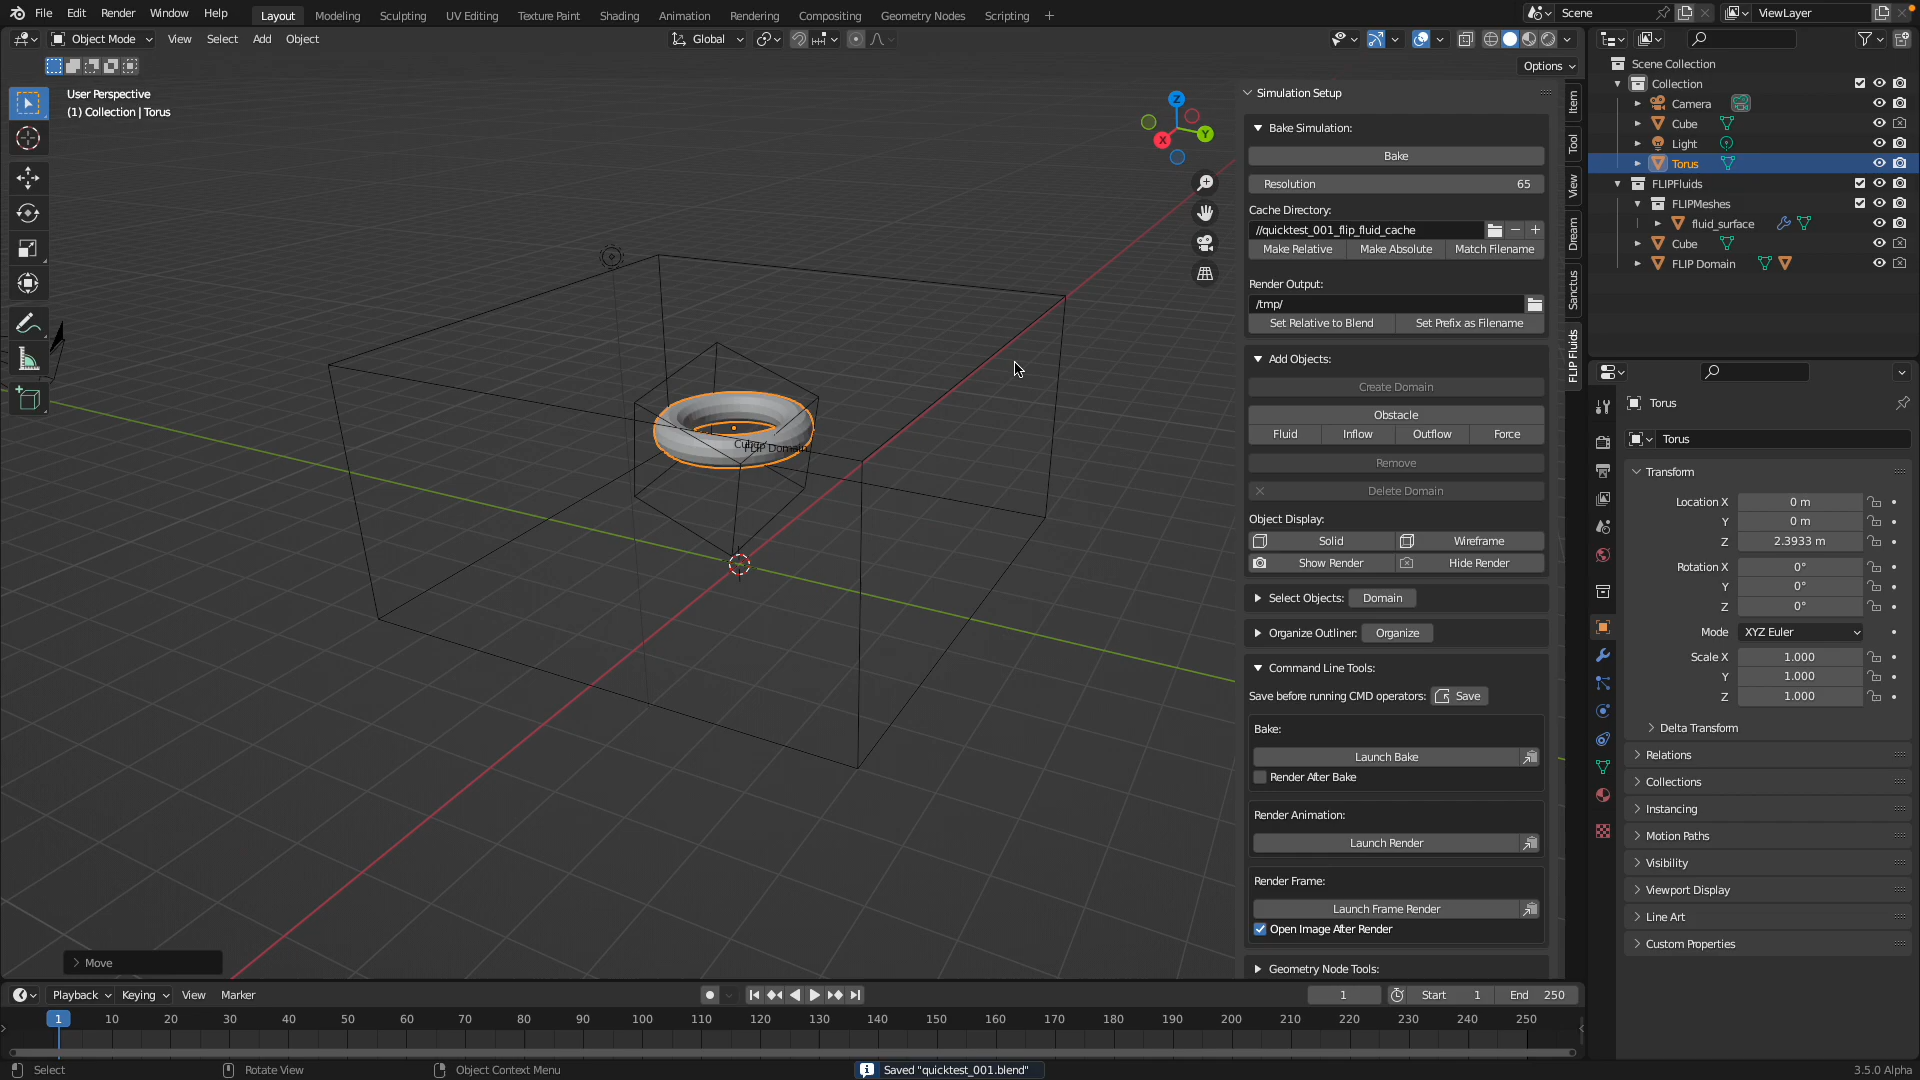 File Edit Render Window Help Layout Modeling Sculpting UV Editing Texture Paint Shading Animation Rendering Compositing Geometry Nodes Scripting + Scene ViewLayer
Object Mode View Select Add Object Global
Options
User Perspective
(1) Collection | Torus
Z
Y
X
Cube
FLIP Domain
Move
Simulation Setup
Bake Simulation:
Bake
Resolution 65
Cache Directory:
//quicktest_001_flip_fluid_cache
Make Relative Make Absolute Match Filename
Render Output:
/tmp/
Set Relative to Blend Set Prefix as Filename
Add Objects:
Create Domain
Obstacle
Fluid Inflow Outflow Force
Remove
Delete Domain
Object Display:
Solid Wireframe
Show Render Hide Render
Select Objects: Domain
Organize Outliner: Organize
Command Line Tools:
Save before running CMD operators: Save
Bake:
Launch Bake
Render After Bake
Render Animation:
Launch Render
Render Frame:
Launch Frame Render
Open Image After Render
Geometry Node Tools:
Item
Tool
View
Dream
Sanctus
FLIP Fluids
Scene Collection
Collection
Camera
Cube
Light
Torus
FLIPFluids
FLIPMeshes
fluid_surface
Cube
FLIP Domain
Torus
Torus
Transform
Location X 0 m
Y 0 m
Z 2.3933 m
Rotation X 0°
Y 0°
Z 0°
Mode XYZ Euler
Scale X 1.000
Y 1.000
Z 1.000
Delta Transform
Relations
Collections
Instancing
Motion Paths
Visibility
Viewport Display
Line Art
Custom Properties
Playback Keying View Marker 1 Start 1 End 250
1 10 20 30 40 50 60 70 80 90 100 110 120 130 140 150 160 170 180 190 200 210 220 230 240 250
Select Rotate View Object Context Menu Saved "quicktest_001.blend" 3.5.0 Alpha